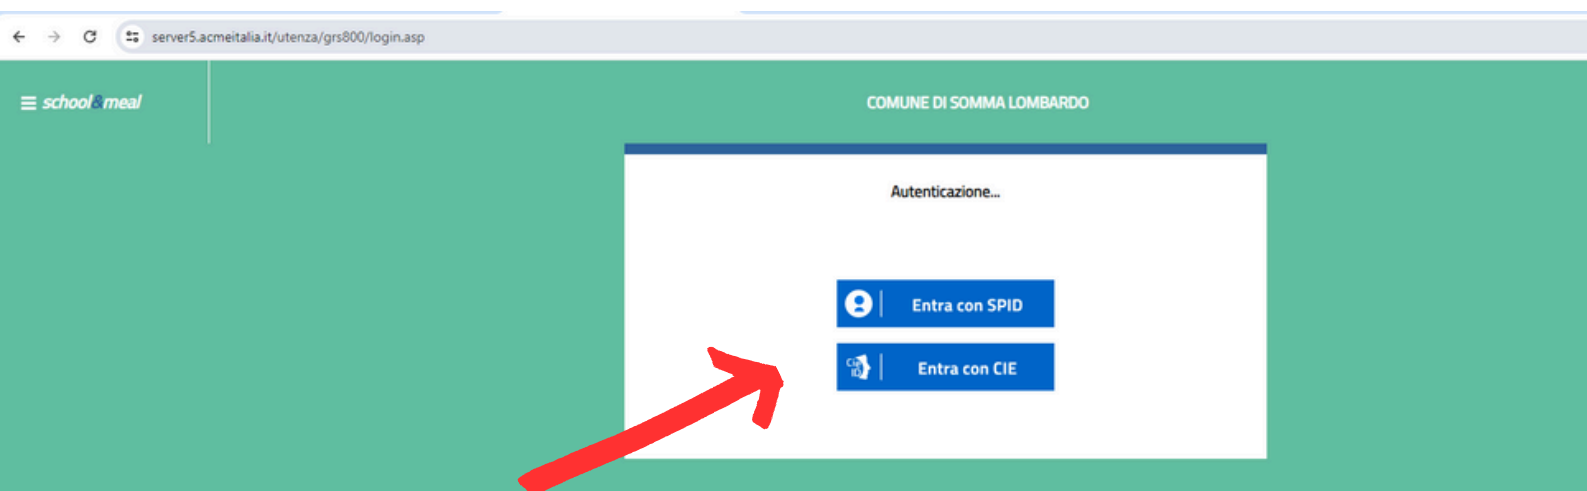 server5.acmeitalia.it/utenza/grs800/login.asp
school&meal
COMUNE DI SOMMA LOMBARDO
Autenticazione...
Entra con SPID
Entra con CIE